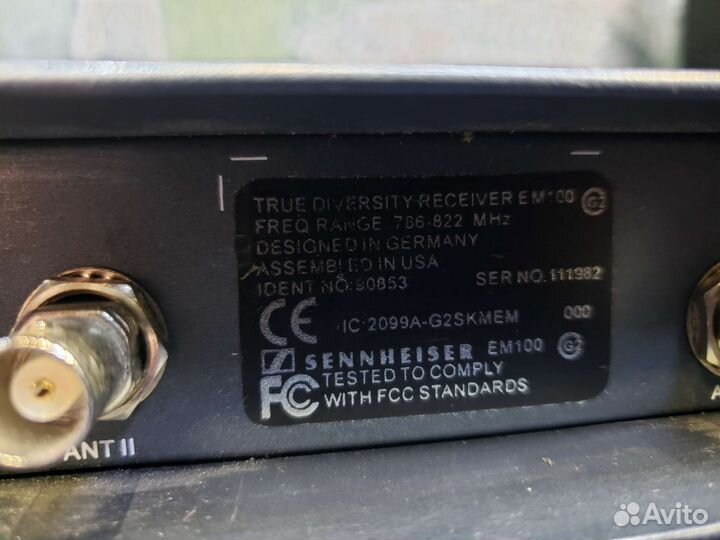 TRUE DIVERSITY RECEIVER EM100 G2
FREQ RANGE 786-822 MHz
DESIGNED IN GERMANY
ASSEMBLED IN USA
IDENT NO:90853 SER NO. 111982
CE IC:2099A-G2SKMEM 000
SENNHEISER EM100 G2
FC TESTED TO COMPLY
WITH FCC STANDARDS
ANT II
A
Avito